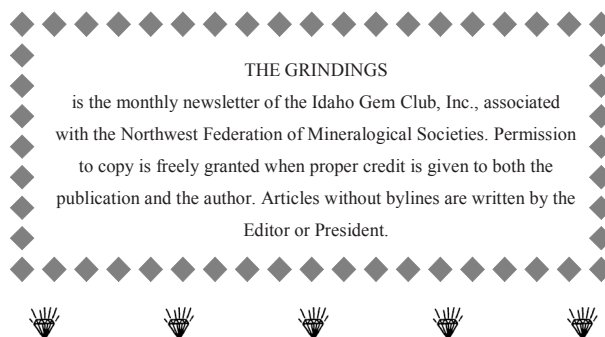 THE GRINDINGS
is the monthly newsletter of the Idaho Gem Club, Inc., associated
with the Northwest Federation of Mineralogical Societies. Permission
to copy is freely granted when proper credit is given to both the
publication and the author. Articles without bylines are written by the
Editor or President.